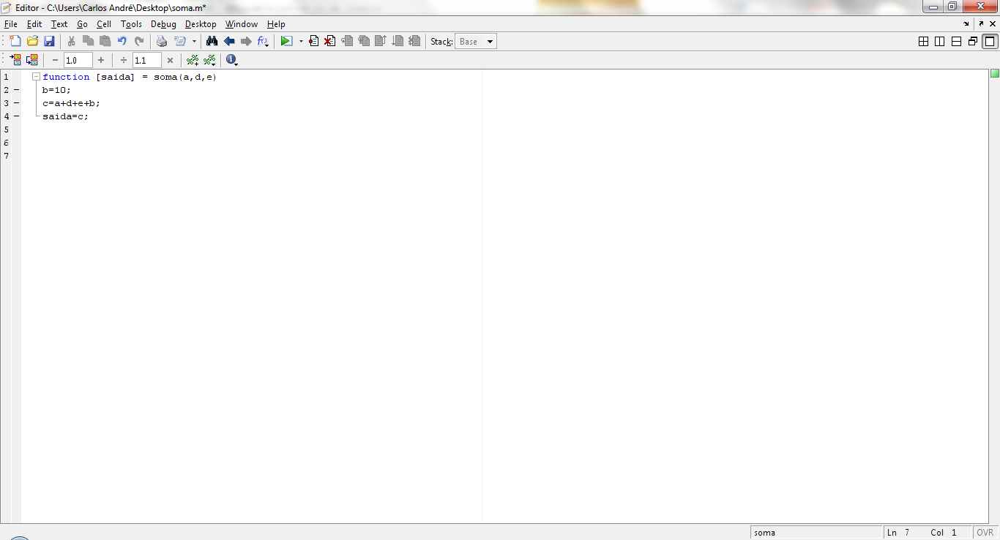 Editor - C:\Users\Carlos André\Desktop\soma.m*
File Edit Text Go Cell Tools Debug Desktop Window Help
Stack: Base
− 1.0 + ÷ 1.1 ×
1 function [saida] = soma(a,d,e)
2 − b=10;
3 − c=a+d+e+b;
4 − saida=c;
5
6
7
soma Ln 7 Col 1 OVR